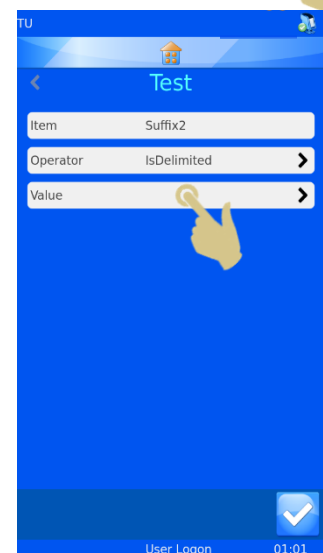 TU
Test
Item Suffix2
Operator IsDelimited
Value
User Logon 01:01